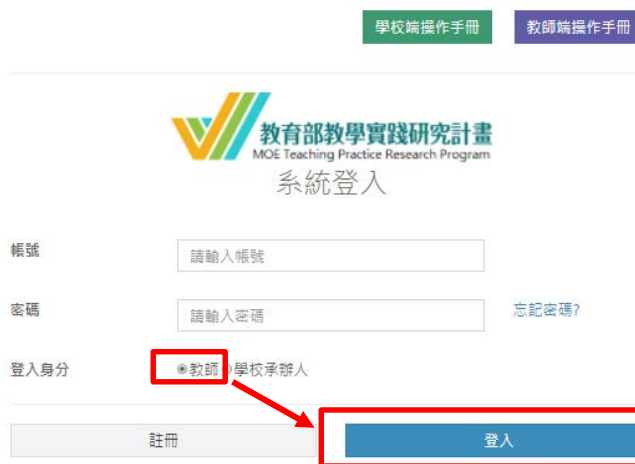 學校端操作手冊 教師端操作手冊
教育部教學實踐研究計畫
MOE Teaching Practice Research Program
系統登入
帳號 請輸入帳號
密碼 請輸入密碼 忘記密碼?
登入身分 教師 學校承辦人
註冊 登入